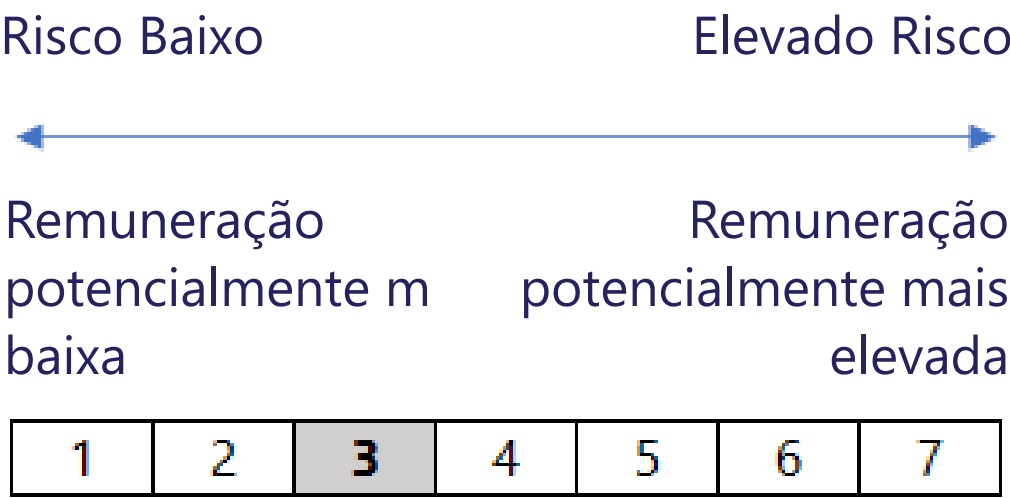 Risco Baixo Elevado Risco
Remuneração Remuneração
potencialmente m potencialmente mais
baixa elevada
1 2 3 4 5 6 7